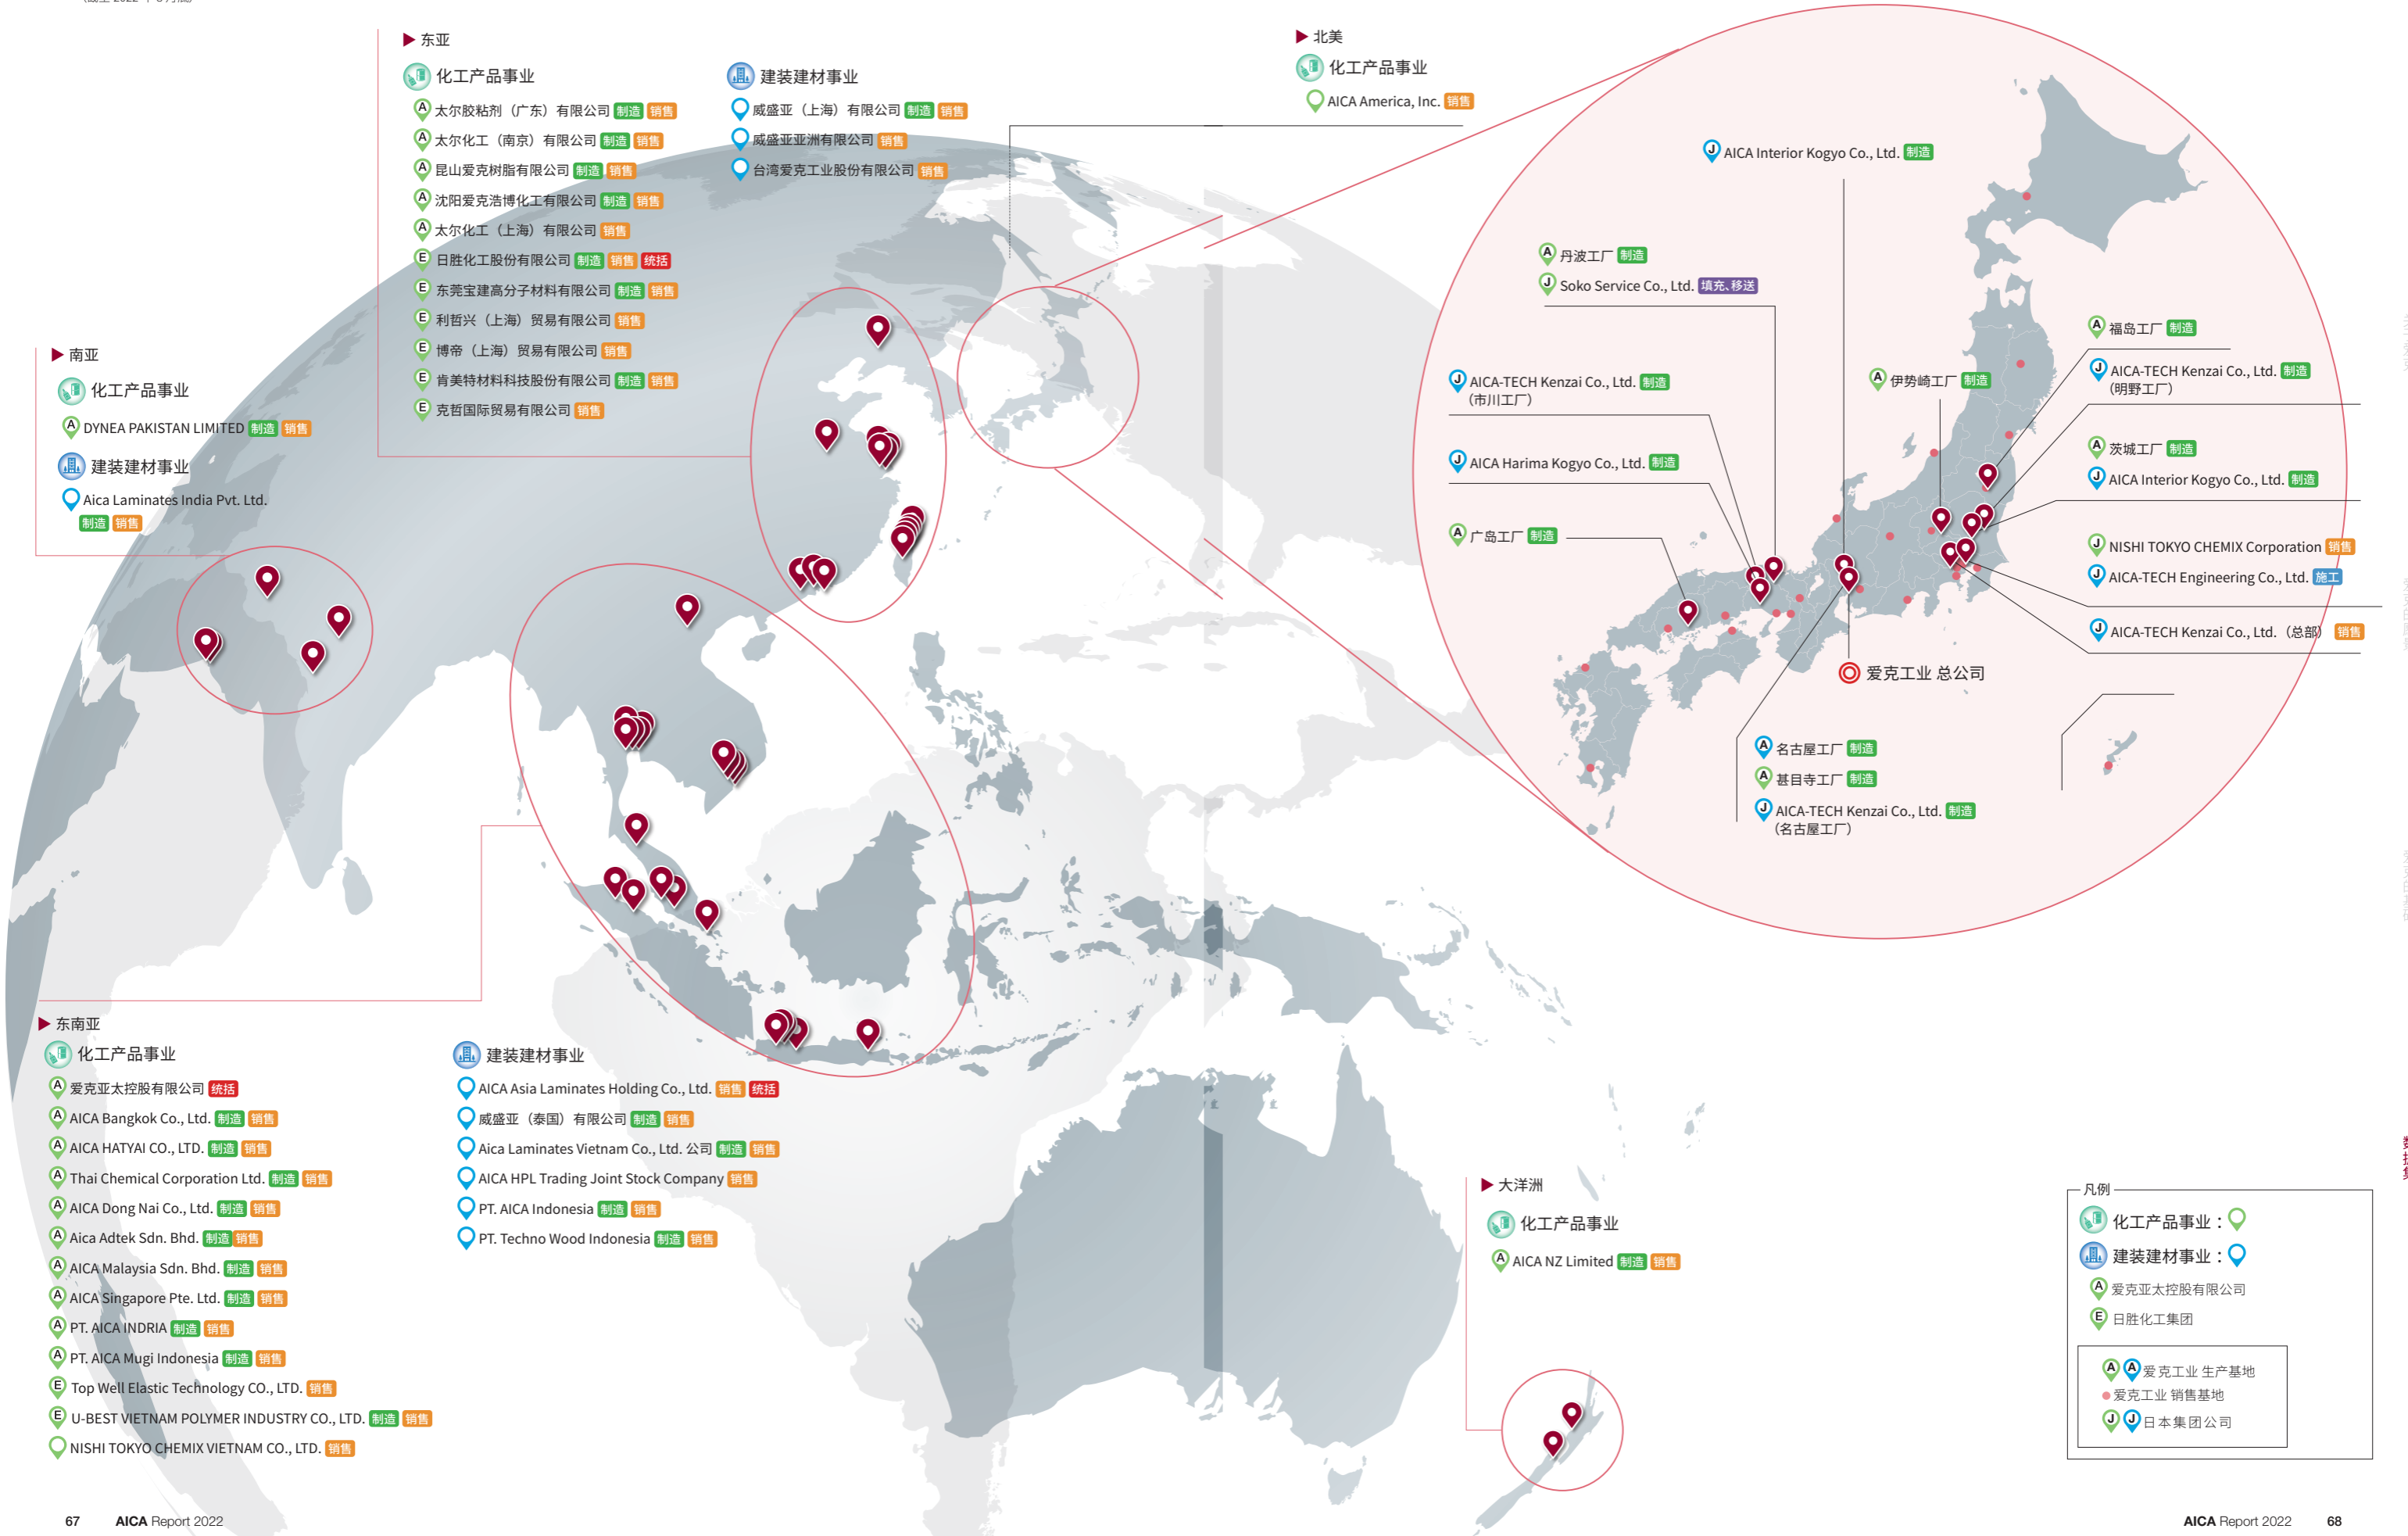 ▶ 东亚
化工产品事业
A 太尔胶粘剂（广东）有限公司 制造 销售
A 太尔化工（南京）有限公司 制造 销售
A 昆山爱克树脂有限公司 制造 销售
A 沈阳爱克浩博化工有限公司 制造 销售
A 太尔化工（上海）有限公司 销售
E 日胜化工股份有限公司 制造 销售 统括
E 东莞宝建高分子材料有限公司 制造 销售
E 利哲兴（上海）贸易有限公司 销售
E 博帝（上海）贸易有限公司 销售
E 肯美特材料科技股份有限公司 制造 销售
E 克哲国际贸易有限公司 销售
建装建材事业
威盛亚（上海）有限公司 制造 销售
威盛亚亚洲有限公司 销售
台湾爱克工业股份有限公司 销售
▶ 北美
化工产品事业
AICA America, Inc. 销售
▶ 南亚
化工产品事业
A DYNEA PAKISTAN LIMITED 制造 销售
建装建材事业
Aica Laminates India Pvt. Ltd.
制造 销售
J AICA Interior Kogyo Co., Ltd. 制造
A 丹波工厂 制造
J Soko Service Co., Ltd. 填充、移送
J AICA-TECH Kenzai Co., Ltd. 制造
（市川工厂）
J AICA Harima Kogyo Co., Ltd. 制造
A 广岛工厂 制造
A 伊势崎工厂 制造
A 福岛工厂 制造
J AICA-TECH Kenzai Co., Ltd. 制造
（明野工厂）
A 茨城工厂 制造
J AICA Interior Kogyo Co., Ltd. 制造
J NISHI TOKYO CHEMIX Corporation 销售
J AICA-TECH Engineering Co., Ltd. 施工
J AICA-TECH Kenzai Co., Ltd.（总部） 销售
爱克工业 总公司
A 名古屋工厂 制造
A 甚目寺工厂 制造
J AICA-TECH Kenzai Co., Ltd. 制造
（名古屋工厂）
▶ 东南亚
化工产品事业
A 爱克亚太控股有限公司 统括
A AICA Bangkok Co., Ltd. 制造 销售
A AICA HATYAI CO., LTD. 制造 销售
A Thai Chemical Corporation Ltd. 制造 销售
A AICA Dong Nai Co., Ltd. 制造 销售
A Aica Adtek Sdn. Bhd. 制造 销售
A AICA Malaysia Sdn. Bhd. 制造 销售
A AICA Singapore Pte. Ltd. 制造 销售
A PT. AICA INDRIA 制造 销售
A PT. AICA Mugi Indonesia 制造 销售
E Top Well Elastic Technology CO., LTD. 销售
E U-BEST VIETNAM POLYMER INDUSTRY CO., LTD. 制造 销售
NISHI TOKYO CHEMIX VIETNAM CO., LTD. 销售
建装建材事业
AICA Asia Laminates Holding Co., Ltd. 销售 统括
威盛亚（泰国）有限公司 制造 销售
Aica Laminates Vietnam Co., Ltd. 公司 制造 销售
AICA HPL Trading Joint Stock Company 销售
PT. AICA Indonesia 制造 销售
PT. Techno Wood Indonesia 制造 销售
▶ 大洋洲
化工产品事业
A AICA NZ Limited 制造 销售
凡例
化工产品事业：
建装建材事业：
A 爱克亚太控股有限公司
E 日胜化工集团
A A 爱克工业 生产基地
爱克工业 销售基地
J J 日本集团公司
67 AICA Report 2022
AICA Report 2022 68